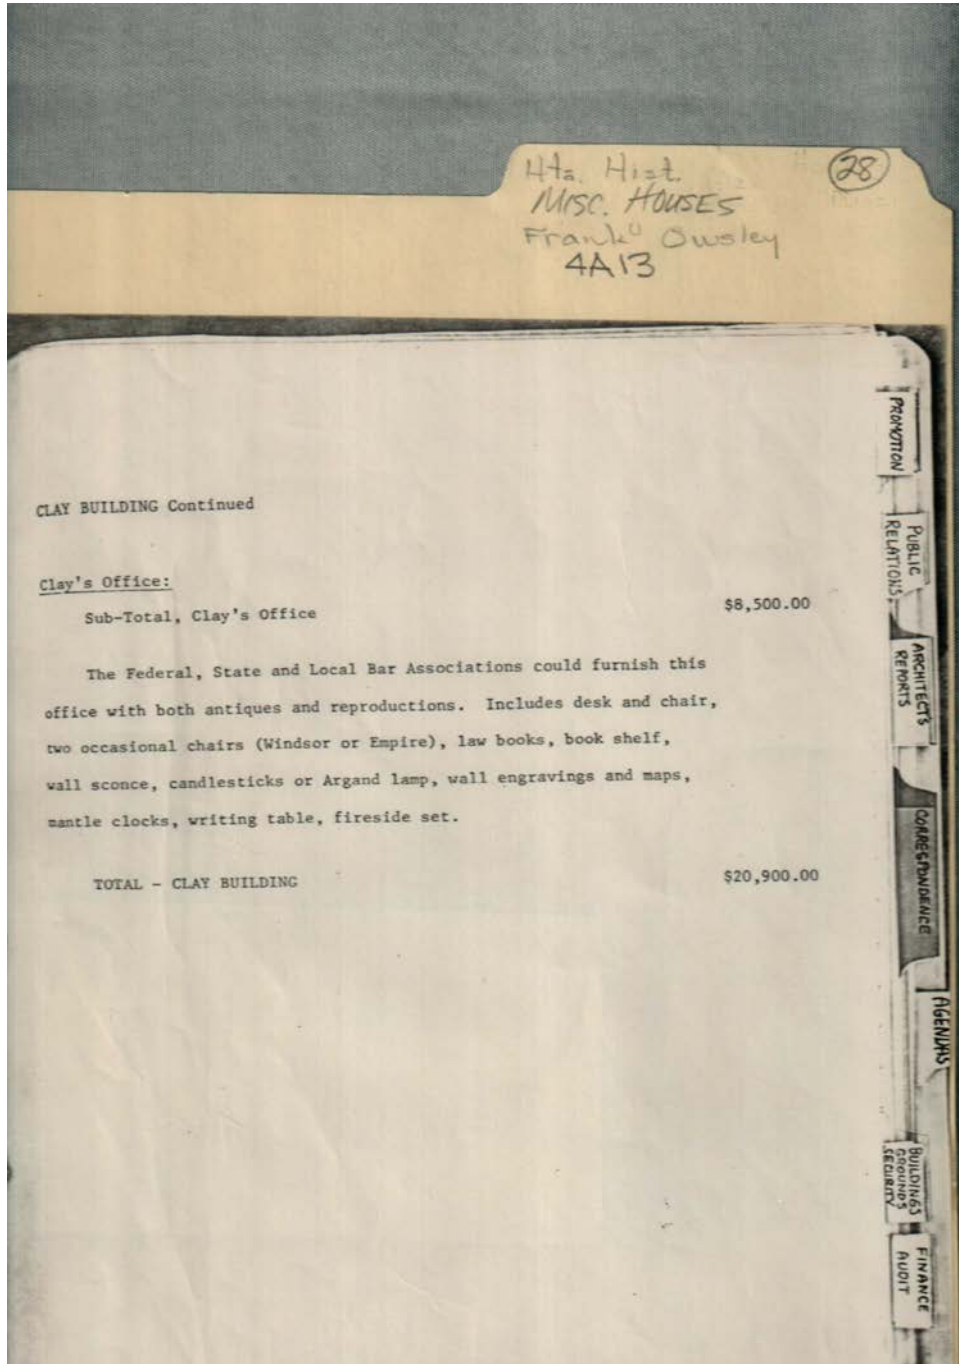 Hts. Hist.
28
MISC. HOUSES
Frank Owsley
4A13
CLAY BUILDING Continued
Clay's Office:
Sub-Total, Clay's Office $8,500.00
The Federal, State and Local Bar Associations could furnish this
office with both antiques and reproductions. Includes desk and chair,
two occasional chairs (Windsor or Empire), law books, book shelf,
wall sconce, candlesticks or Argand lamp, wall engravings and maps,
mantle clocks, writing table, fireside set.
TOTAL - CLAY BUILDING $20,900.00
PROMOTION
PUBLIC
RELATIONS
ARCHITECTS
REPORTS
CORRESPONDENCE
AGENDAS
BUILDINGS
GROUNDS
SECURITY
FINANCE
AUDIT